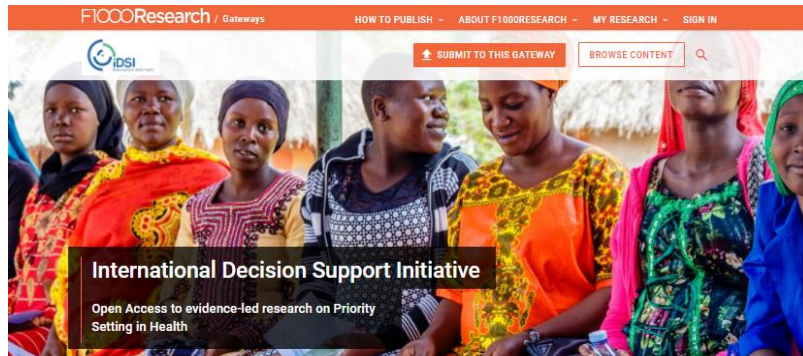 F1000Research / Gateways
HOW TO PUBLISH ABOUT F1000RESEARCH MY RESEARCH SIGN IN
iDSI
SUBMIT TO THIS GATEWAY BROWSE CONTENT
International Decision Support Initiative
Open Access to evidence-led research on Priority
Setting in Health